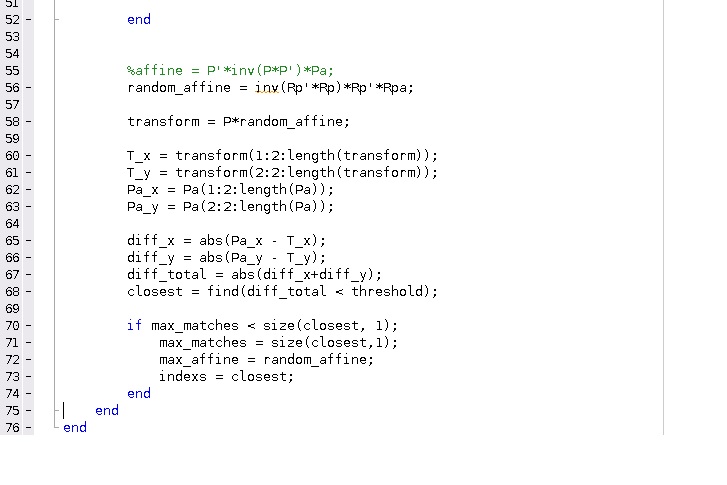 51
52 - end
53
54
55 %affine = P'*inv(P*P')*Pa;
56 - random_affine = inv(Rp'*Rp)*Rp'*Rpa;
57
58 - transform = P*random_affine;
59
60 - T_x = transform(1:2:length(transform));
61 - T_y = transform(2:2:length(transform));
62 - Pa_x = Pa(1:2:length(Pa));
63 - Pa_y = Pa(2:2:length(Pa));
64
65 - diff_x = abs(Pa_x - T_x);
66 - diff_y = abs(Pa_y - T_y);
67 - diff_total = abs(diff_x+diff_y);
68 - closest = find(diff_total < threshold);
69
70 - if max_matches < size(closest, 1);
71 - max_matches = size(closest,1);
72 - max_affine = random_affine;
73 - indexs = closest;
74 - end
75 - end
76 - end